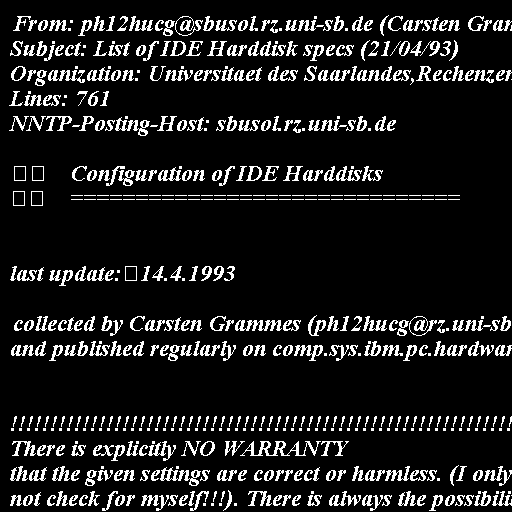 From: ph12hucg@sbusol.rz.uni-sb.de (Carsten Gram
Subject: List of IDE Harddisk specs (21/04/93)
Organization: Universitaet des Saarlandes,Rechenzen
Lines: 761
NNTP-Posting-Host: sbusol.rz.uni-sb.de
Configuration of IDE Harddisks
==============================
last update: 14.4.1993
collected by Carsten Grammes (ph12hucg@rz.uni-sb
and published regularly on comp.sys.ibm.pc.hardwar
!!!!!!!!!!!!!!!!!!!!!!!!!!!!!!!!!!!!!!!!!!!!!!!!!!!!!!!!!!!!!!!!!!!!!!
There is explicitly NO WARRANTY
that the given settings are correct or harmless. (I only
not check for myself!!!). There is always the possibili